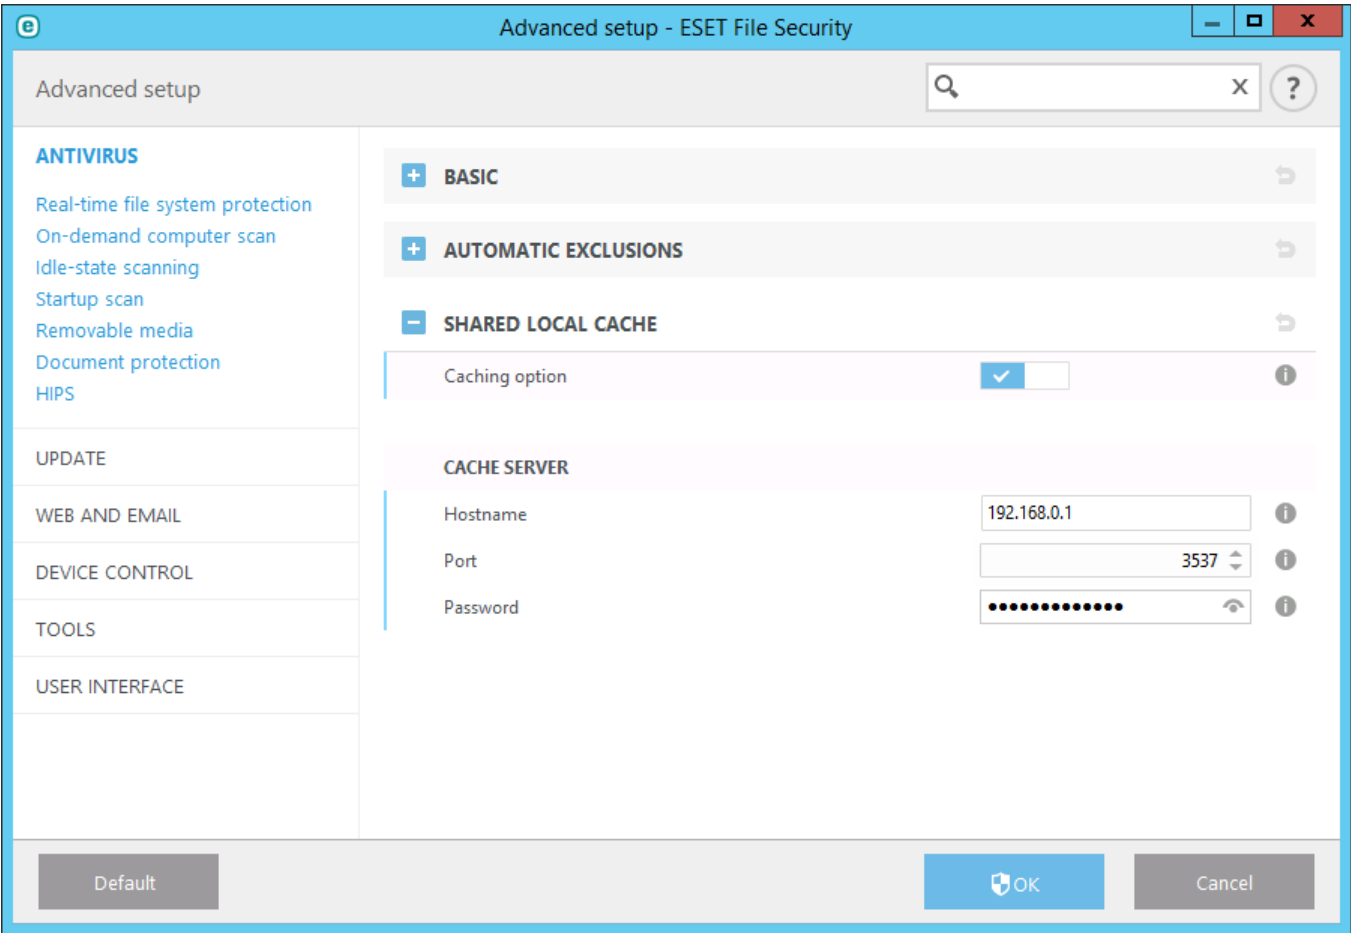 e
Advanced setup - ESET File Security
Advanced setup
?
ANTIVIRUS
Real-time file system protection
On-demand computer scan
Idle-state scanning
Startup scan
Removable media
Document protection
HIPS
UPDATE
WEB AND EMAIL
DEVICE CONTROL
TOOLS
USER INTERFACE
BASIC
AUTOMATIC EXCLUSIONS
SHARED LOCAL CACHE
Caching option
CACHE SERVER
Hostname 192.168.0.1
Port 3537
Password •••••••••••••
Default
OK
Cancel